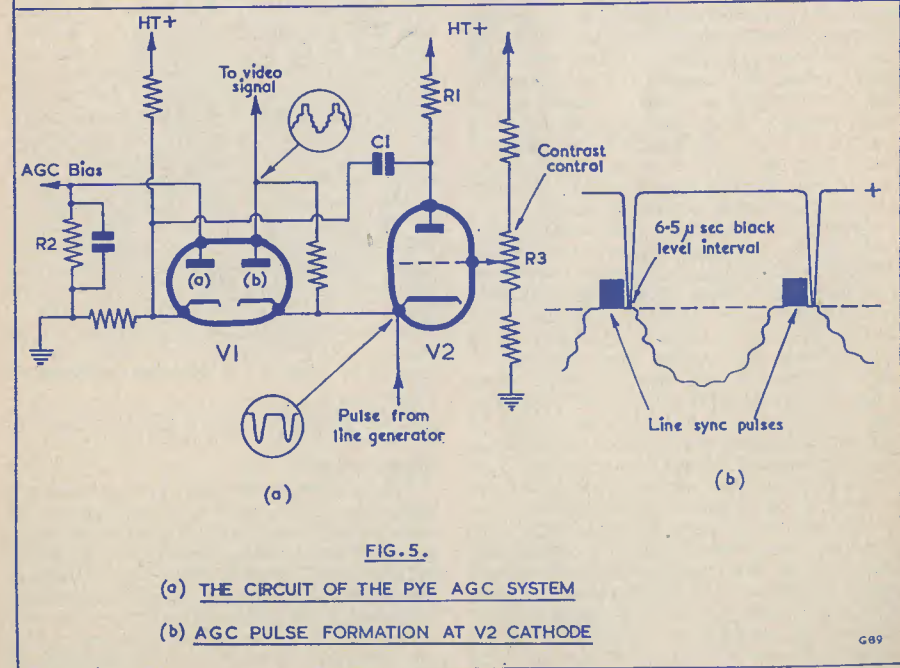 HT+
HT+
To video
signal
R1
C1
Contrast
control
AGC Bias
R2
(a)
(b)
R3
6·5 μ sec black
level interval
+
V1
V2
Pulse from
line generator
Line sync pulses
(a)
(b)
FIG.5.
(a) THE CIRCUIT OF THE PYE AGC SYSTEM
(b) AGC PULSE FORMATION AT V2 CATHODE
G89